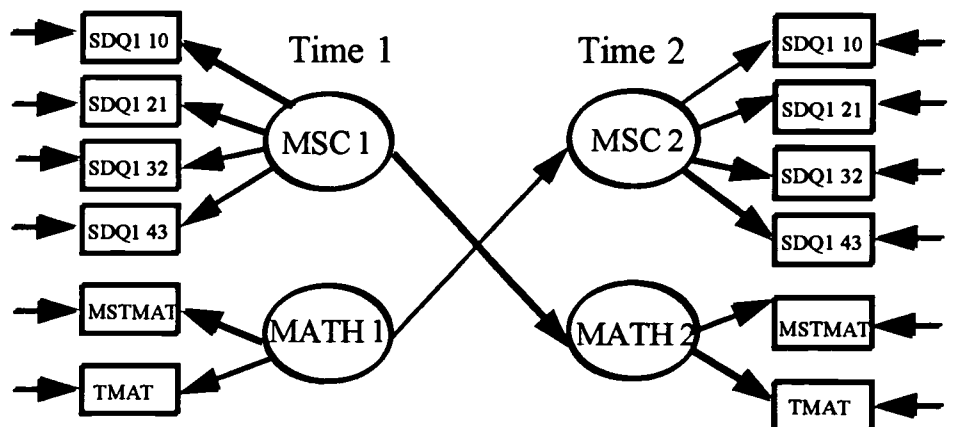 Time 1
Time 2
SDQ1 10
SDQ1 21
SDQ1 32
SDQ1 43
MSTMAT
TMAT
MSC 1
MATH 1
MSC 2
MATH 2
SDQ1 10
SDQ1 21
SDQ1 32
SDQ1 43
MSTMAT
TMAT